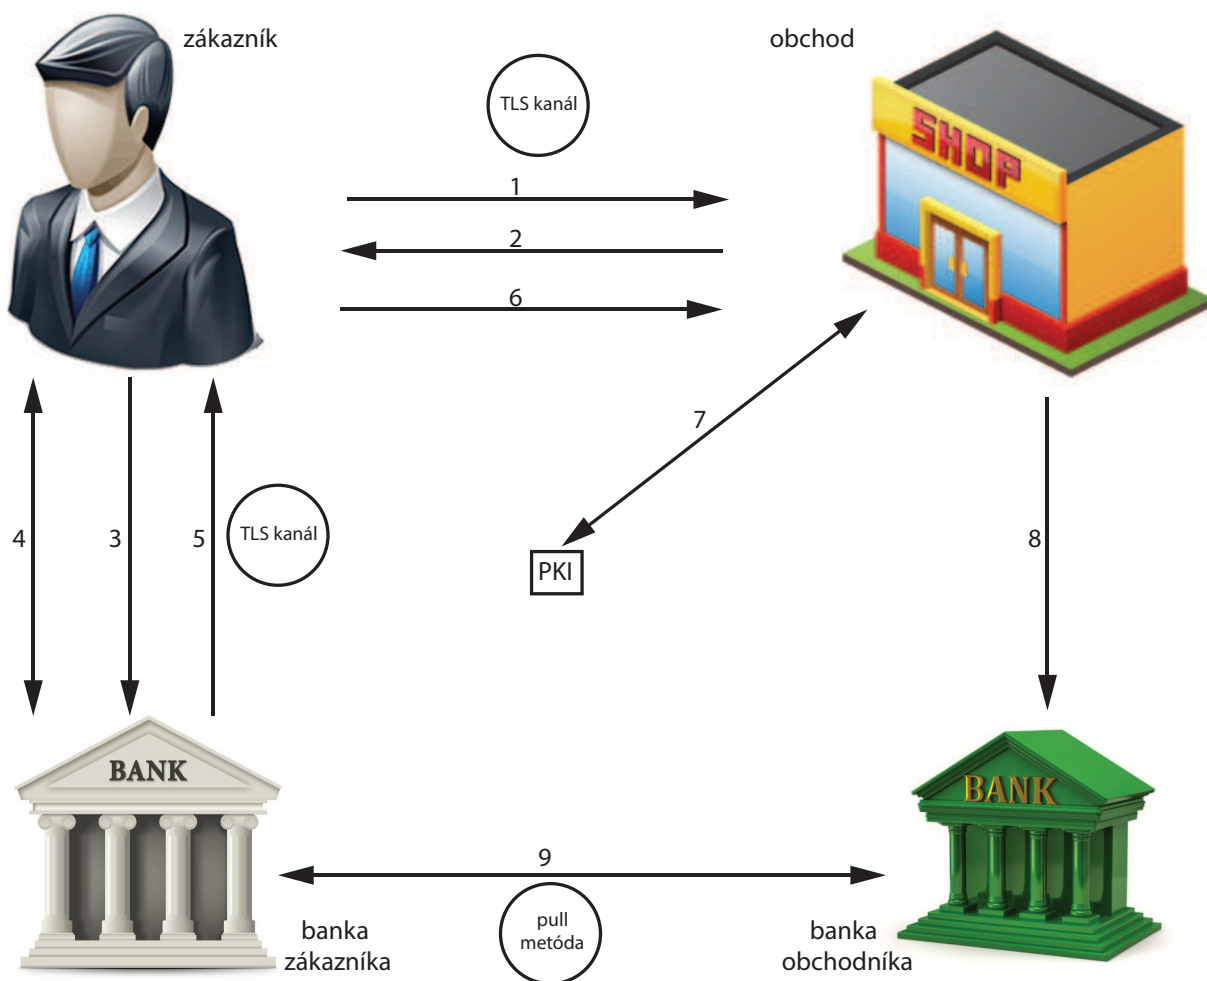 zákazník
obchod
TLS kanál
SHOP
1
2
6
7
4
3
5
TLS kanál
8
PKI
BANK
BANK
9
pull
metóda
banka
zákazníka
banka
obchodníka